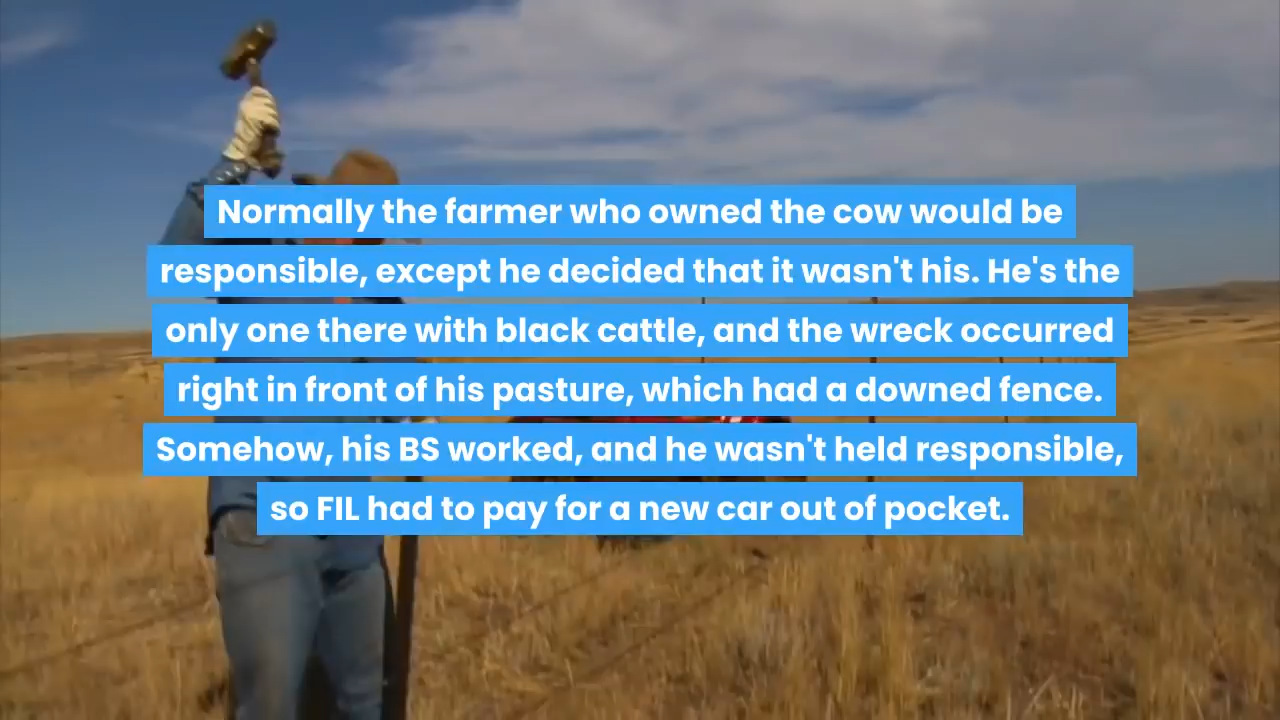 Normally the farmer who owned the cow would be
responsible, except he decided that it wasn't his. He's the
only one there with black cattle, and the wreck occurred
right in front of his pasture, which had a downed fence.
Somehow, his BS worked, and he wasn't held responsible,
so FIL had to pay for a new car out of pocket.